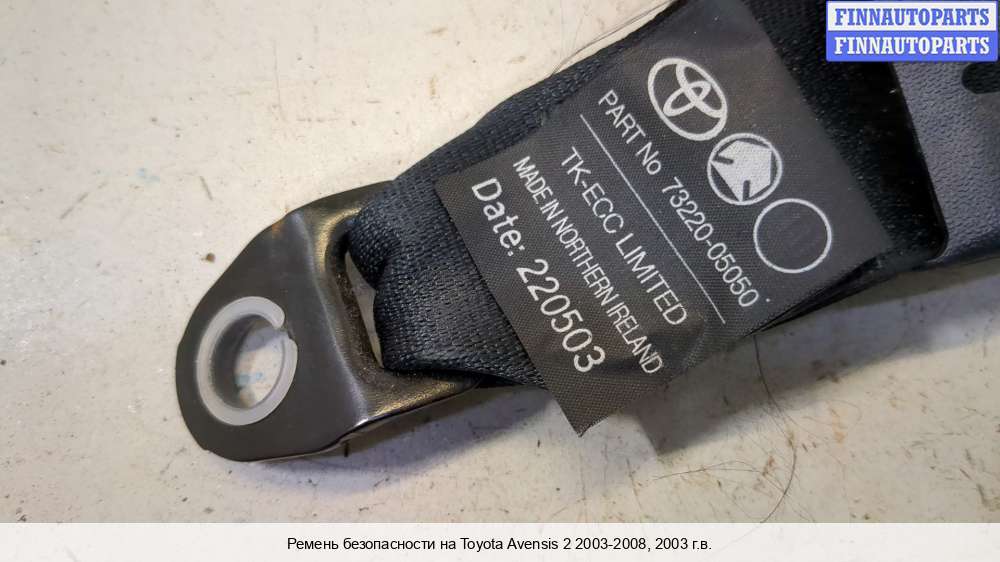 FINNAUTOPARTS
FINNAUTOPARTS
PART No 73220-05050
TK-ECC LIMITED
MADE IN NORTHERN IRELAND
Date: 220503
Ремень безопасности на Toyota Avensis 2 2003-2008, 2003 г.в.